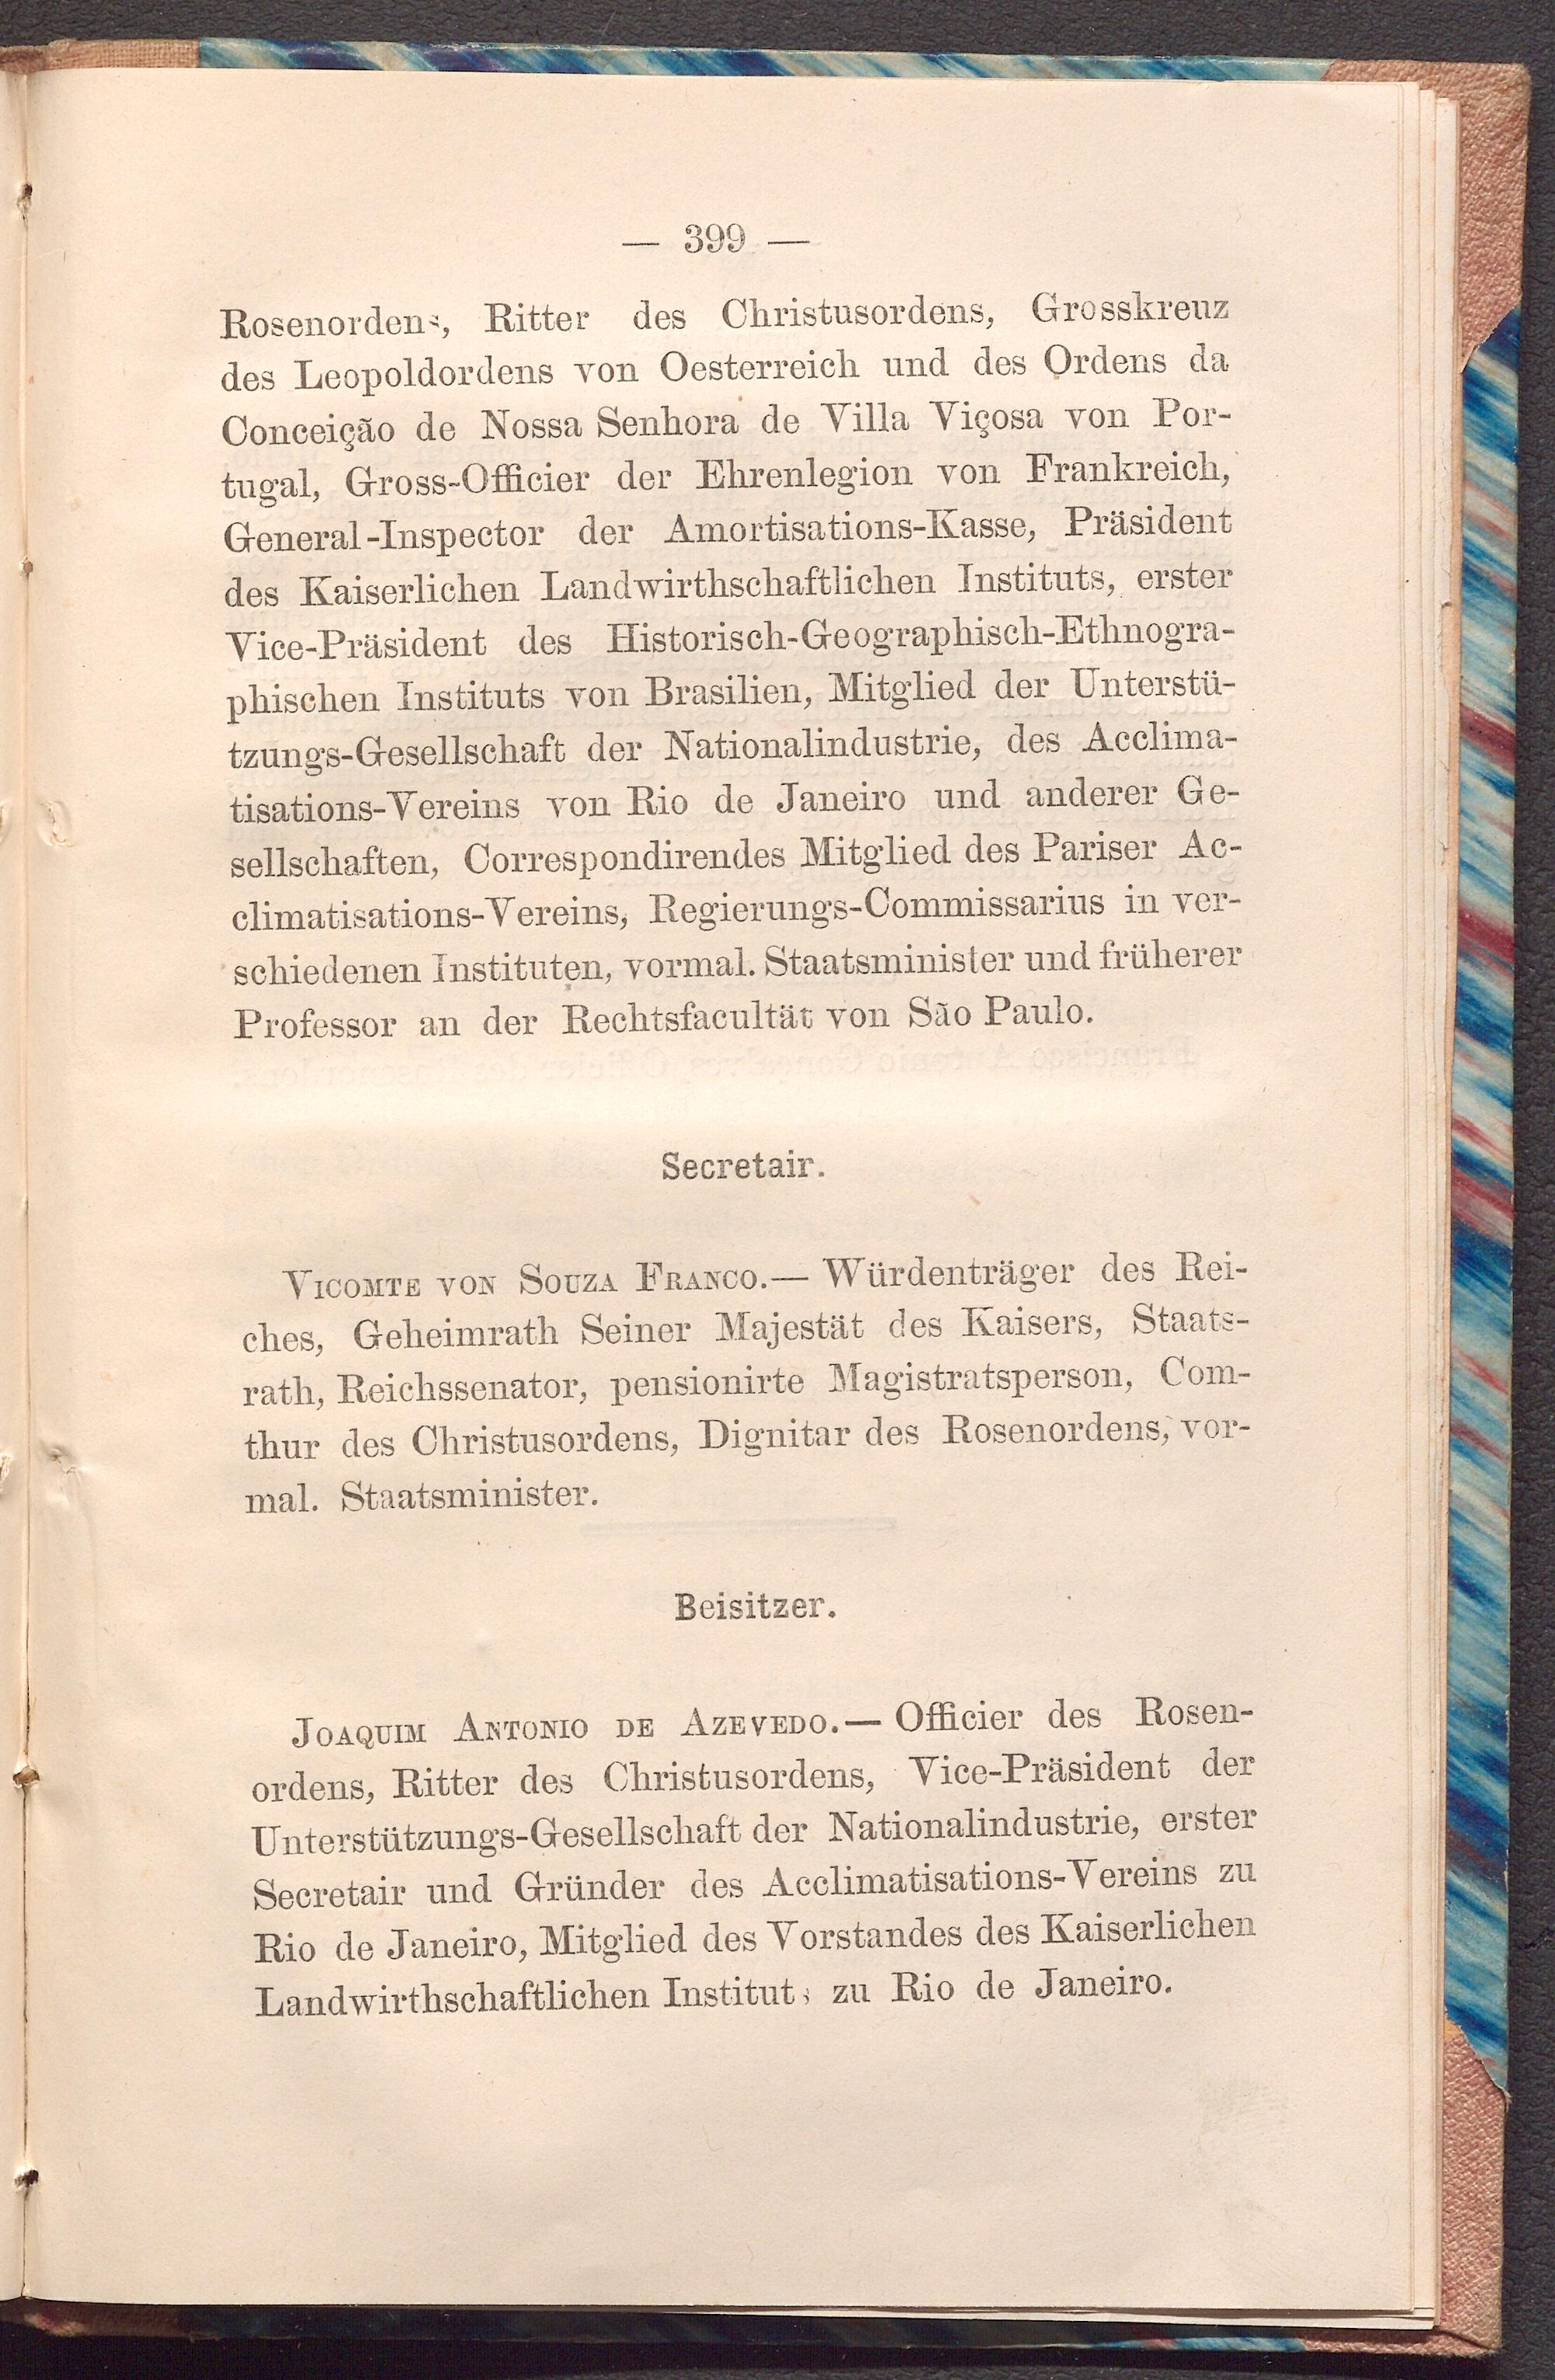 — 399 —
Rosenordens, Ritter des Christusordens, Grosskreuz
des Leopoldordens von Oesterreich und des Ordens da
Conceição de Nossa Senhora de Villa Viçosa von Por-
tugal, Gross-Officier der Ehrenlegion von Frankreich,
General-Inspector der Amortisations-Kasse, Präsident
des Kaiserlichen Landwirthschaftlichen Instituts, erster
Vice-Präsident des Historisch-Geographisch-Ethnogra-
phischen Instituts von Brasilien, Mitglied der Unterstü-
tzungs-Gesellschaft der Nationalindustrie, des Acclima-
tisations-Vereins von Rio de Janeiro und anderer Ge-
sellschaften, Correspondirendes Mitglied des Pariser Ac-
climatisations-Vereins, Regierungs-Commissarius in ver-
schiedenen Instituten, vormal. Staatsminister und früherer
Professor an der Rechtsfacultät von São Paulo.
Secretair.
VICOMTE VON SOUZA FRANCO.— Würdenträger des Rei-
ches, Geheimrath Seiner Majestät des Kaisers, Staats-
rath, Reichssenator, pensionirte Magistratsperson, Com-
thur des Christusordens, Dignitar des Rosenordens, vor-
mal. Staatsminister.
Beisitzer.
JOAQUIM ANTONIO DE AZEVEDO.— Officier des Rosen-
ordens, Ritter des Christusordens, Vice-Präsident der
Unterstützungs-Gesellschaft der Nationalindustrie, erster
Secretair und Gründer des Acclimatisations-Vereins zu
Rio de Janeiro, Mitglied des Vorstandes des Kaiserlichen
Landwirthschaftlichen Instituts zu Rio de Janeiro.